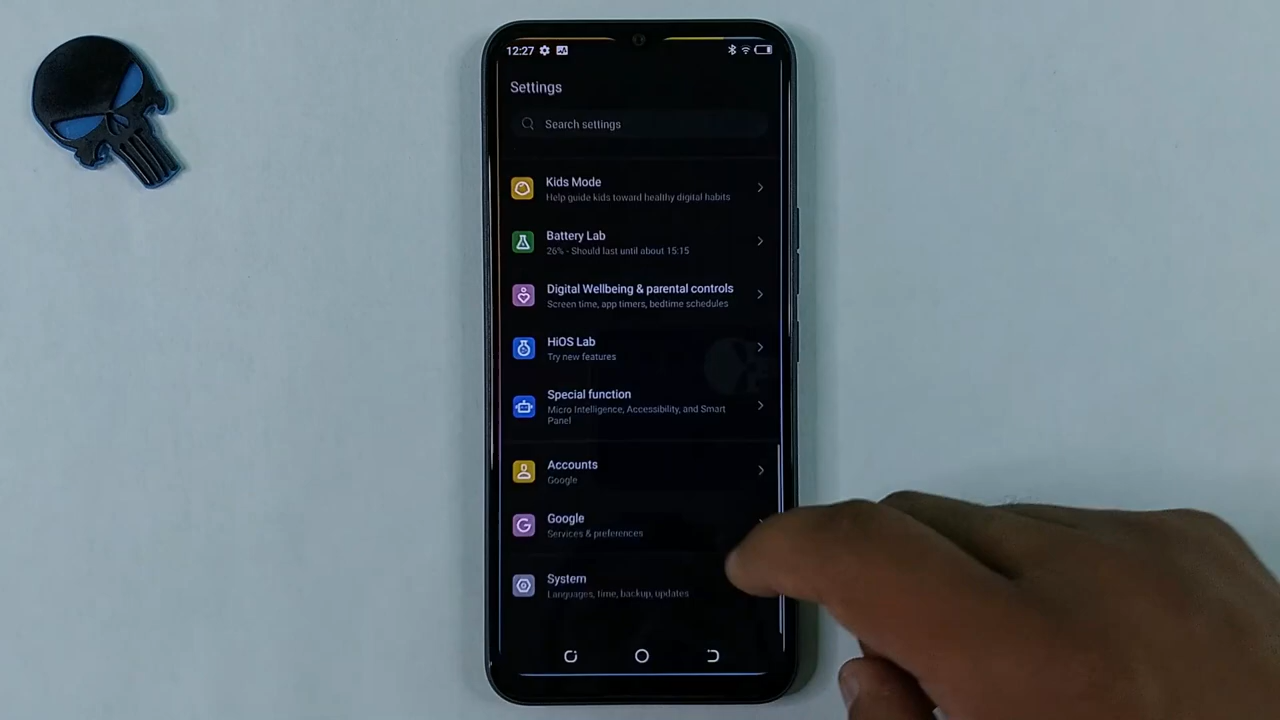 12:27
Settings
Search settings
Kids Mode
Help guide kids toward healthy digital habits
Battery Lab
26% - Should last until about 15:15
Digital Wellbeing & parental controls
Screen time, app timers, bedtime schedules
HiOS Lab
Try new features
Special function
Micro Intelligence, Accessibility, and Smart
Panel
Accounts
Google
Google
Services & preferences
System
Languages, time, backup, updates